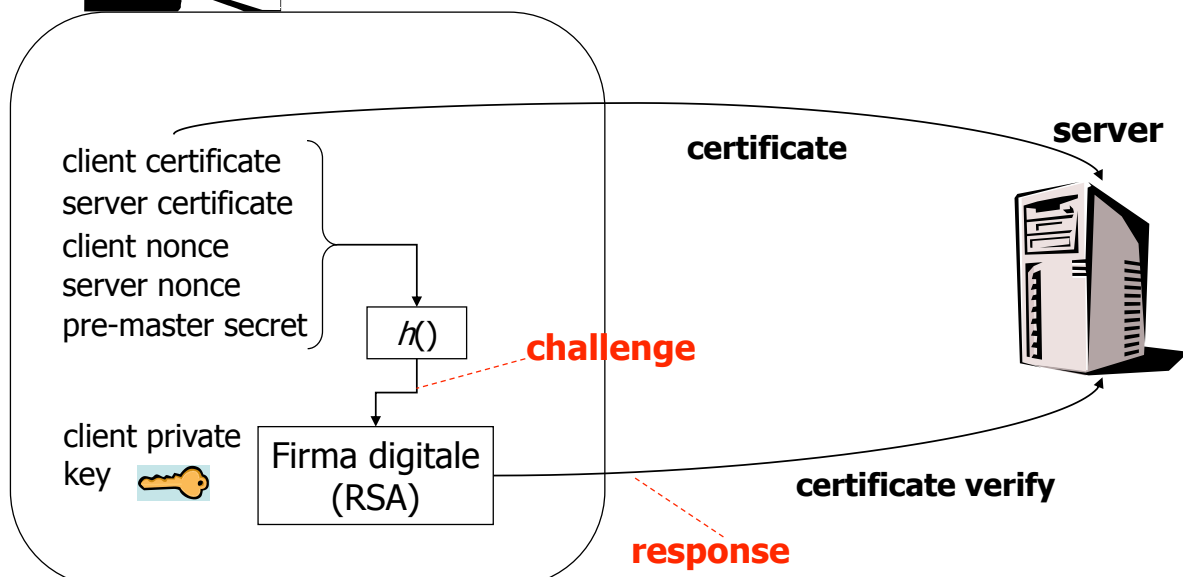 certificate
server
client certificate
server certificate
client nonce
server nonce
pre-master secret
h()
challenge
client private
key
Firma digitale
(RSA)
certificate verify
response